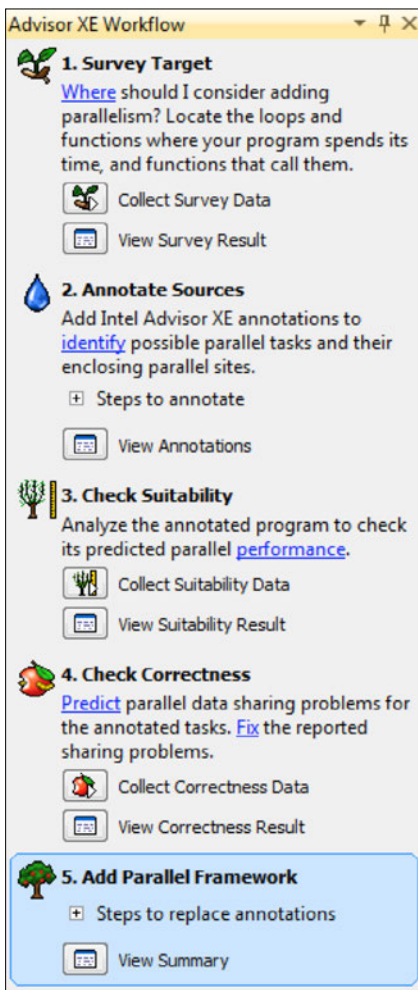 Advisor XE Workflow
1. Survey Target
Where should I consider adding
parallelism? Locate the loops and
functions where your program spends its
time, and functions that call them.
Collect Survey Data
View Survey Result
2. Annotate Sources
Add Intel Advisor XE annotations to
identify possible parallel tasks and their
enclosing parallel sites.
Steps to annotate
View Annotations
3. Check Suitability
Analyze the annotated program to check
its predicted parallel performance.
Collect Suitability Data
View Suitability Result
4. Check Correctness
Predict parallel data sharing problems for
the annotated tasks. Fix the reported
sharing problems.
Collect Correctness Data
View Correctness Result
5. Add Parallel Framework
Steps to replace annotations
View Summary